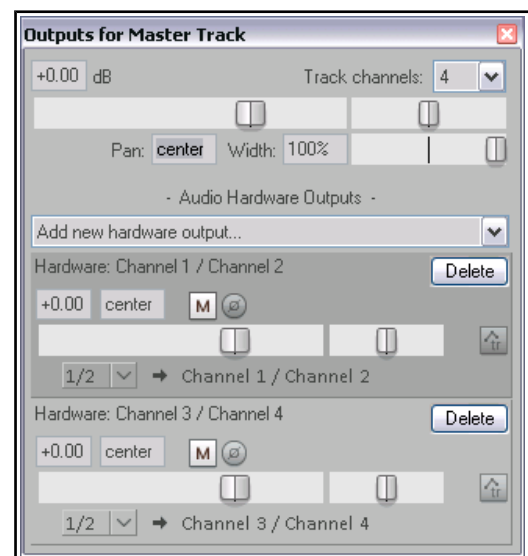 Outputs for Master Track
+0.00 dB Track channels: 4
Pan: center Width: 100%
- Audio Hardware Outputs -
Add new hardware output...
Hardware: Channel 1 / Channel 2 Delete
+0.00 center M ø
tr
1/2 → Channel 1 / Channel 2
Hardware: Channel 3 / Channel 4 Delete
+0.00 center M ø
tr
1/2 → Channel 3 / Channel 4